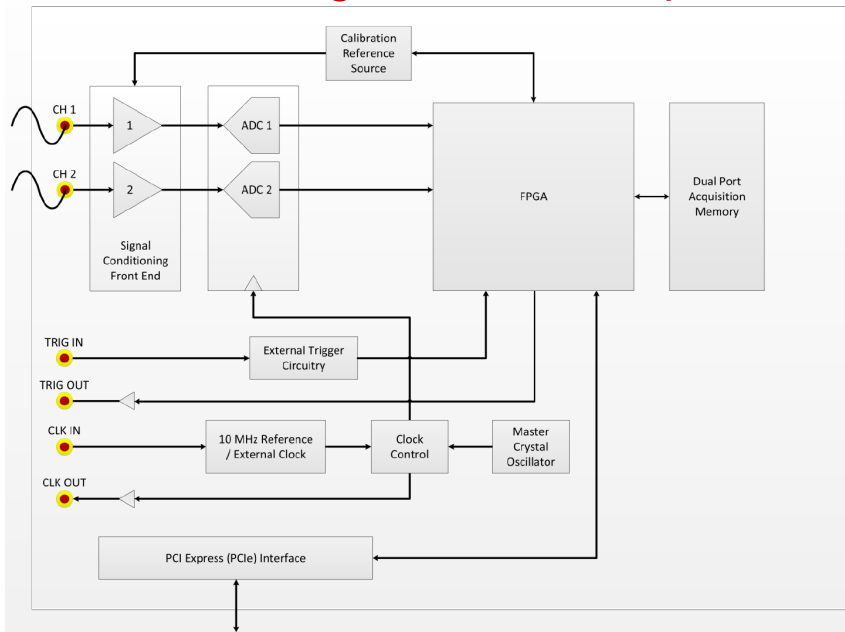 Calibration
Reference
Source
CH 1
1
ADC 1
CH 2
2
ADC 2
FPGA
Dual Port
Acquisition
Memory
Signal
Conditioning
Front End
TRIG IN
External Trigger
Circuitry
TRIG OUT
CLK IN
10 MHz Reference
/ External Clock
Clock
Control
Master
Crystal
Oscillator
CLK OUT
PCI Express (PCIe) Interface